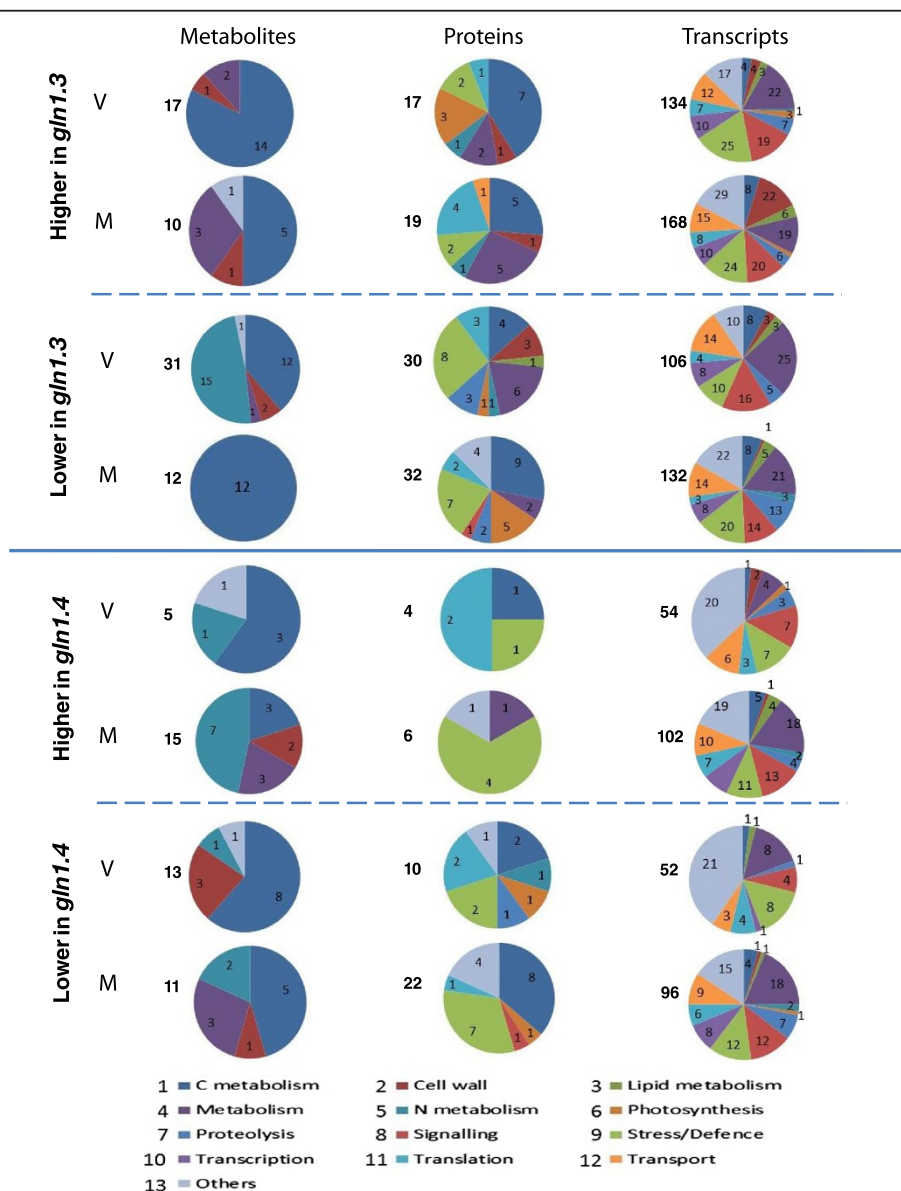 Metabolites Proteins Transcripts
Higher in gln1.3
V
17
14 1 2
17
7 1 2 1 3 2 1
134
4 4 3 22 1 3 7 19 25 10 7 12 17
M
10
5 1 3 1
19
5 1 5 1 2 4 1
168
8 22 6 19 6 20 24 10 8 15 29
Lower in gln1.3
V
31
12 2 1 15 1
30
4 3 1 6 1 1 3 8 3
106
8 3 3 25 5 16 10 8 4 14 10
M
12
12
32
9 2 5 2 1 7 2 4
132
8 1 5 21 3 13 14 20 8 3 14 22
Higher in gln1.4
V
5
3 1 1
4
1 1 2
54
1 2 4 1 3 7 7 3 6 20
M
15
3 2 3 7
6
1 4 1
102
5 1 4 18 2 4 13 11 7 10 19
Lower in gln1.4
V
13
8 3 1 1
10
2 1 1 1 2 2 1
52
1 1 8 1 4 8 1 4 3 21
M
11
5 1 3 2
22
8 1 1 7 1 4
96
4 1 1 18 2 1 7 12 12 8 6 9 15
1 C metabolism 2 Cell wall 3 Lipid metabolism
4 Metabolism 5 N metabolism 6 Photosynthesis
7 Proteolysis 8 Signalling 9 Stress/Defence
10 Transcription 11 Translation 12 Transport
13 Others